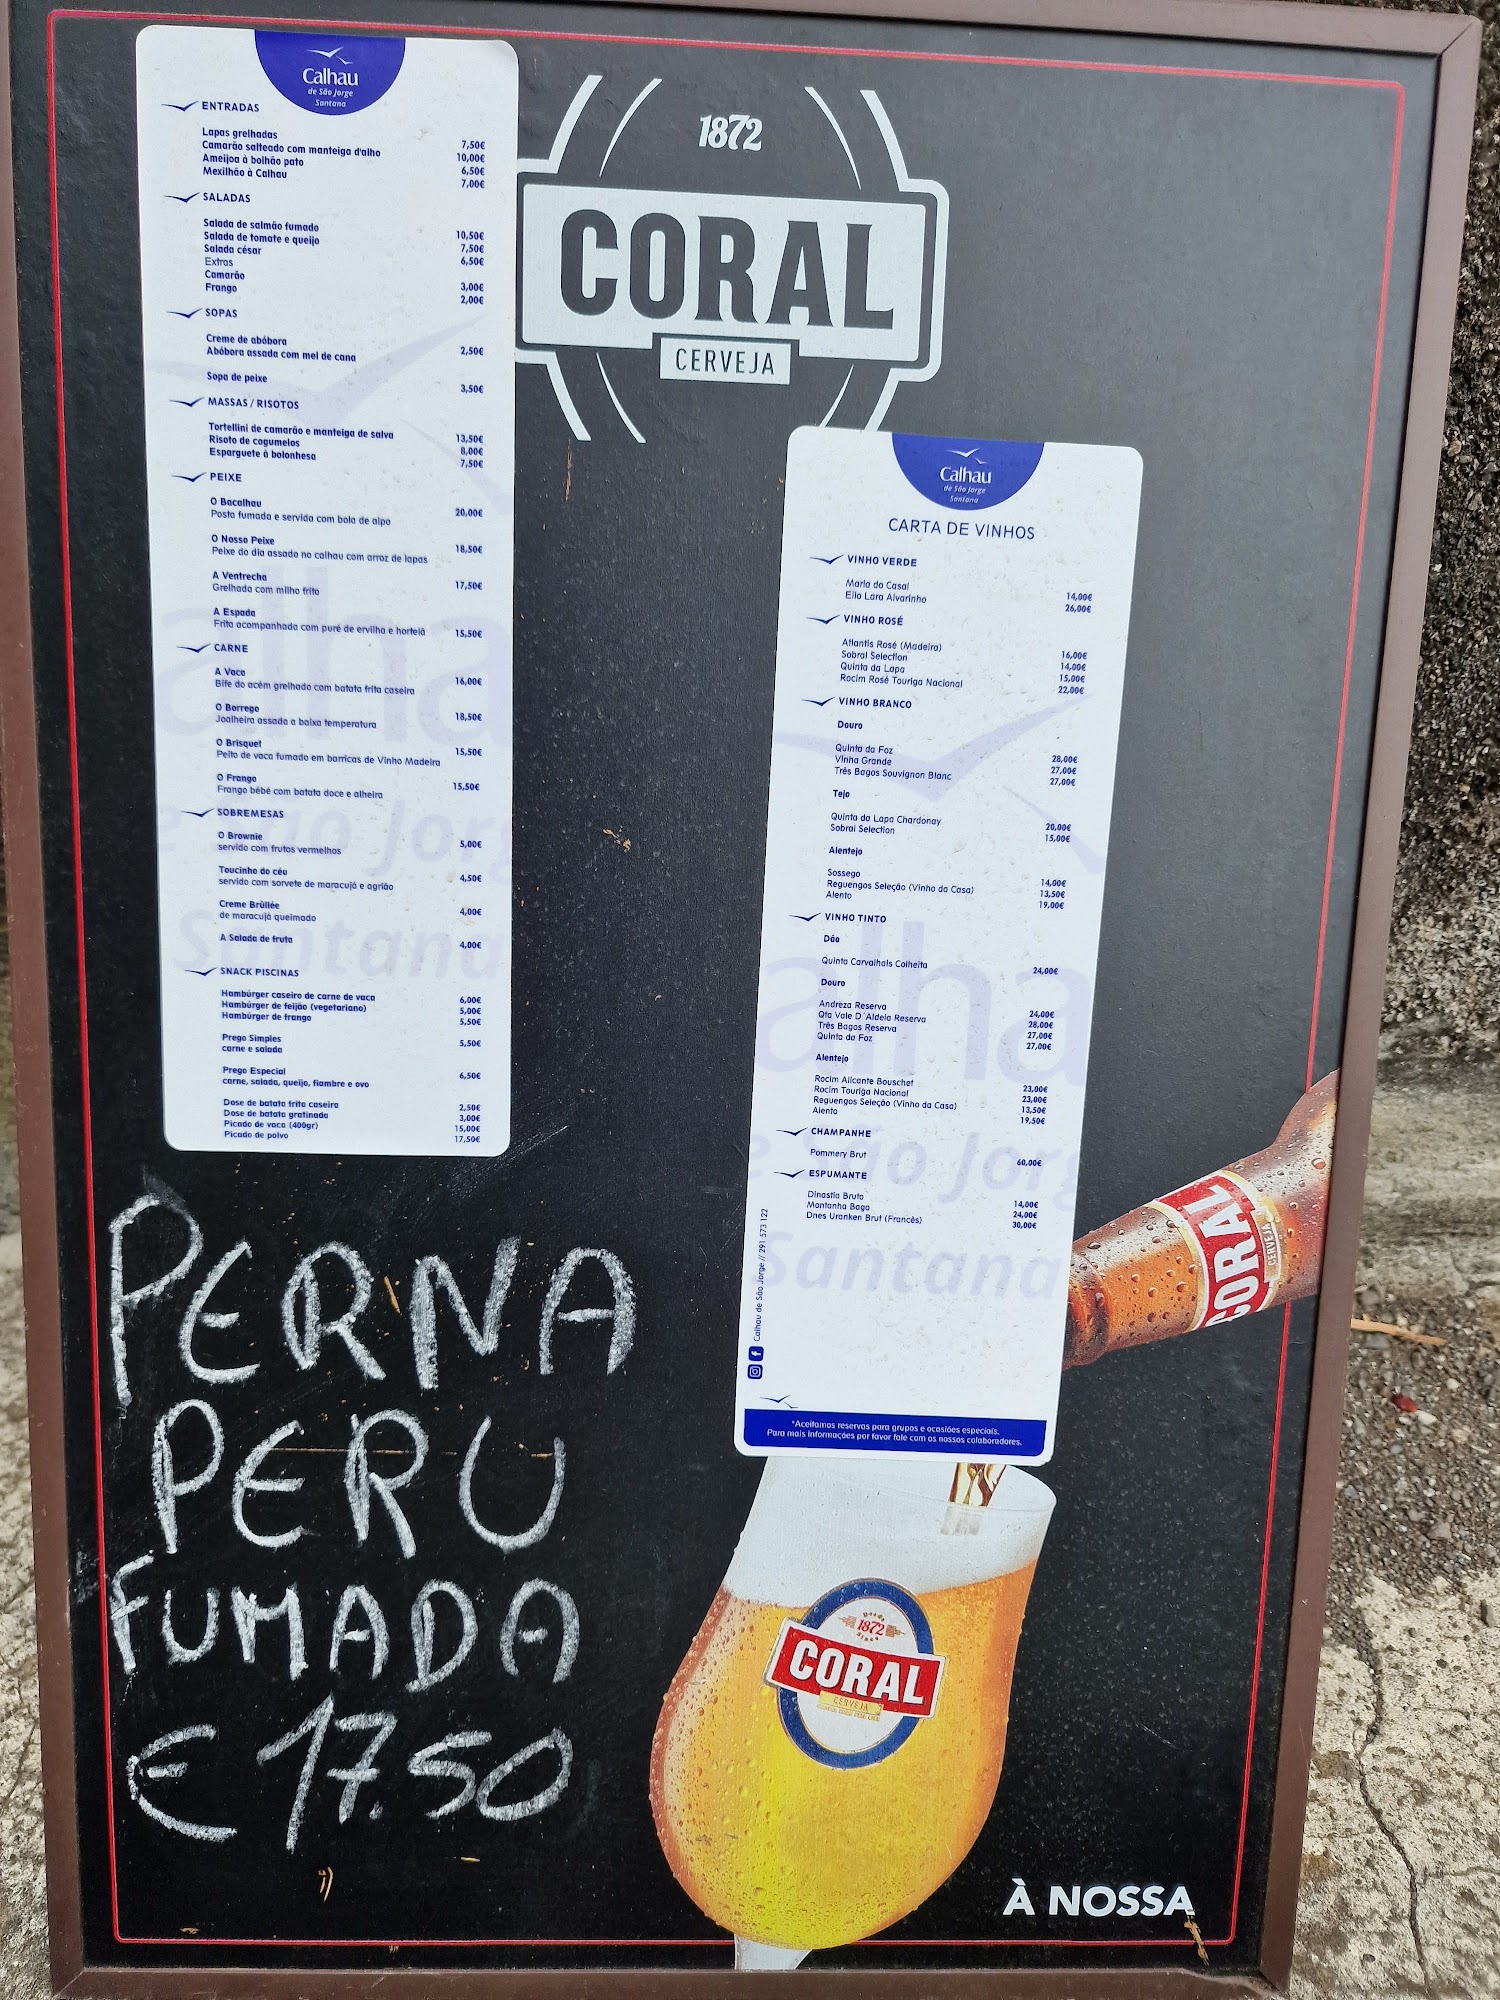 Calhau
de São Jorge
Santana
ENTRADAS
Lapas grelhadas 7,50€
Camarão salteado com manteiga d'alho 10,00€
Ameijoa à bolhão pato 6,50€
Mexilhão à Calhau 7,00€
SALADAS
Salada de salmão fumado 10,50€
Salada de tomate e queijo 7,50€
Salada césar 6,50€
Extras
Camarão 3,00€
Frango 2,00€
SOPAS
Creme de abóbora
Abóbora assada com mel de cana 2,50€
Sopa de peixe 3,50€
MASSAS / RISOTOS
Tortellini de camarão e manteiga de salva 13,50€
Risoto de cogumelos 8,00€
Esparguete à bolonhesa 7,50€
PEIXE
O Bacalhau
Posta fumada e servida com bola de aipo 20,00€
O Nosso Peixe
Peixe do dia assado no calhau com arroz de lapas 18,50€
A Ventrecha
Grelhada com milho frito 17,50€
A Espada
Frita acompanhada com puré de ervilha e hortelã 15,50€
CARNE
A Vaca
Bife do acém grelhado com batata frita caseira 16,00€
O Borrego
Joalheira assada a baixa temperatura 18,50€
O Brisquet
Peito de vaca fumado em barricas de Vinho Madeira 15,50€
O Frango
Frango bébé com batata doce e alheira 15,50€
SOBREMESAS
O Brownie
servido com frutos vermelhos 5,00€
Toucinho do céu
servido com sorvete de maracujá e agrião 4,50€
Creme Brûllée
de maracujá queimado 4,00€
A Salada de fruta 4,00€
SNACK PISCINAS
Hambúrger caseiro de carne de vaca 6,00€
Hambúrger de feijão (vegetariano) 5,00€
Hambúrger de frango 5,50€
Prego Simples
carne e salada 5,50€
Prego Especial
carne, salada, queijo, fiambre e ovo 6,50€
Dose de batata frita caseira 2,50€
Dose de batata gratinada 3,00€
Picado de vaca (400gr) 15,00€
Picado de polvo 17,50€
1872
CORAL
CERVEJA
Calhau
de São Jorge
Santana
CARTA DE VINHOS
VINHO VERDE
Maria do Casal 14,00€
Elio Lara Alvarinho 26,00€
VINHO ROSÉ
Atlantis Rosé (Madeira) 16,00€
Sobral Selection 14,00€
Quinta da Lapa 15,00€
Rocim Rosé Touriga Nacional 22,00€
VINHO BRANCO
Douro
Quinta da Foz 28,00€
Vinha Grande 27,00€
Três Bagos Souvignon Blanc 27,00€
Tejo
Quinta da Lapa Chardonay 20,00€
Sobral Selection 15,00€
Alentejo
Sossego 14,00€
Reguengos Seleção (Vinho da Casa) 13,50€
Alento 19,00€
VINHO TINTO
Dão
Quinta Carvalhais Colheita 24,00€
Douro
Andreza Reserva 24,00€
Qta Vale D´Aldeia Reserva 28,00€
Três Bagos Reserva 27,00€
Quinta da Foz 27,00€
Alentejo
Rocim Alicante Bouschet 23,00€
Rocim Touriga Nacional 23,00€
Reguengos Seleção (Vinho da Casa) 13,50€
Alento 19,50€
CHAMPANHE
Pommery Brut 60,00€
ESPUMANTE
Dinastia Bruto 14,00€
Montanha Baga 24,00€
Dnes Uranken Brut (Francês) 30,00€
Calhau de São Jorge // 291 573 122
*Aceitamos reservas para grupos e ocasiões especiais.
Para mais informações por favor fale com os nossos colaboradores.
CORAL
CERVEJA
PERNA
PERU
FUMADA
€ 17.50
1872
CORAL
CERVEJA
À NOSSA